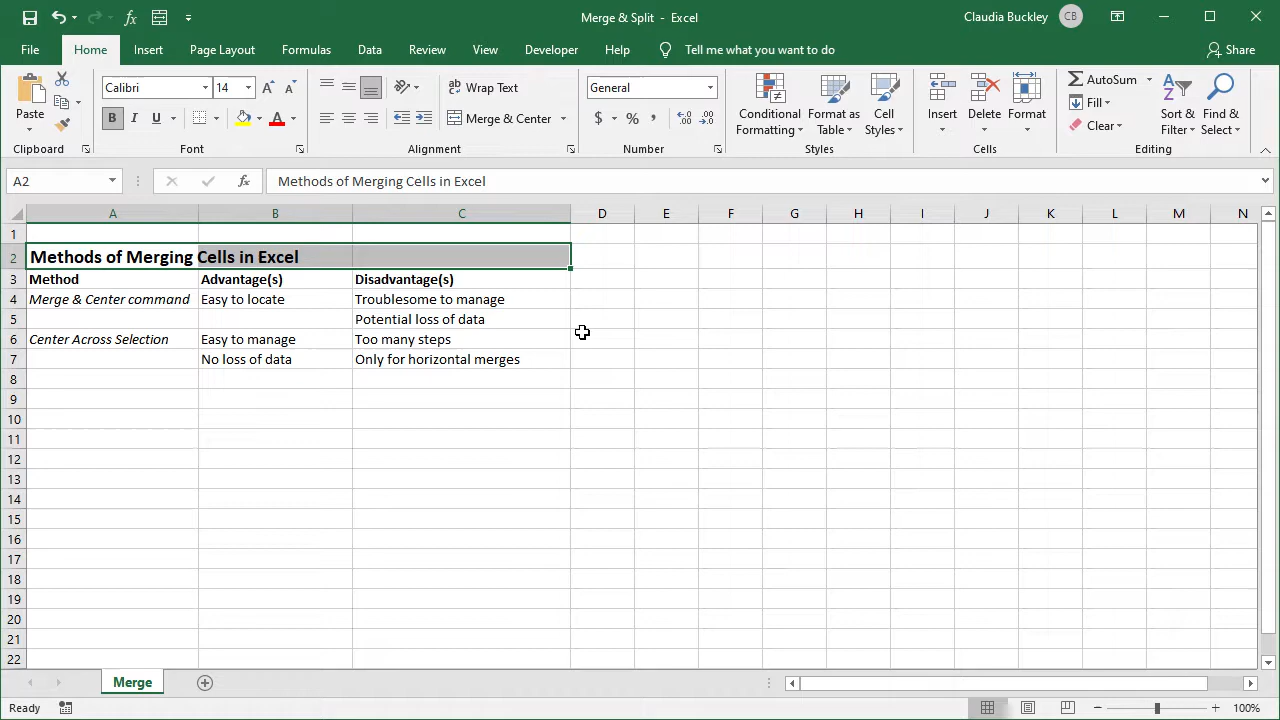 Merge & Split - Excel
Claudia Buckley CB
File Home Insert Page Layout Formulas Data Review View Developer Help Tell me what you want to do Share
Paste
Clipboard
Calibri 14
A A
B I U A
Font
ab Wrap Text
Merge & Center
Alignment
General
$ % ,
Number
Conditional Formatting
Format as Table
Cell Styles
Styles
Insert Delete Format
Cells
AutoSum
Fill
Clear
Sort & Filter
Find & Select
Editing
A2 fx Methods of Merging Cells in Excel
A B C D E F G H I J K L M N
1
2 Methods of Merging Cells in Excel
3 Method Advantage(s) Disadvantage(s)
4 Merge & Center command Easy to locate Troublesome to manage
5 Potential loss of data
6 Center Across Selection Easy to manage Too many steps
7 No loss of data Only for horizontal merges
8
9
10
11
12
13
14
15
16
17
18
19
20
21
22
Merge
Ready 100%